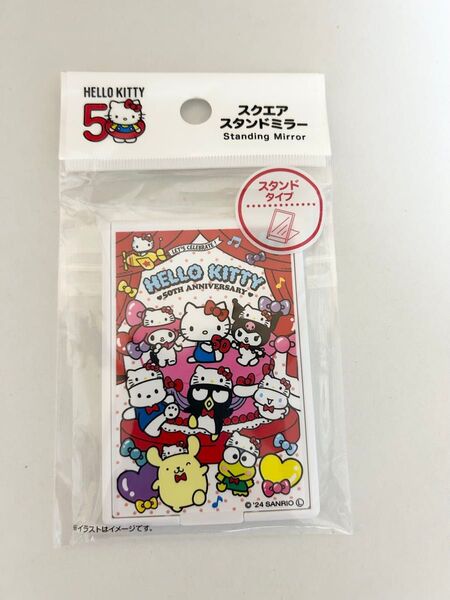 HELLO KITTY
50
スクエア
スタンドミラー
Standing Mirror
スタンド
タイプ
LET'S CELEBRATE!
HELLO KITTY
50TH ANNIVERSARY
50
© '24 SANRIO Ⓛ
※イラストはイメージです。